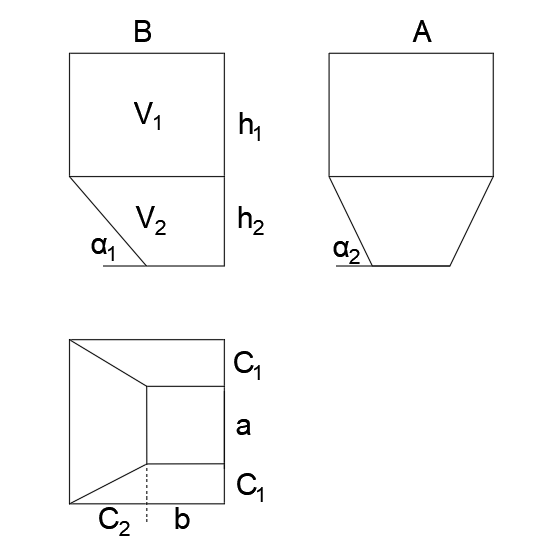 B
A
V₁
h₁
V₂
h₂
α₁
α₂
C₁
a
C₁
C₂
b